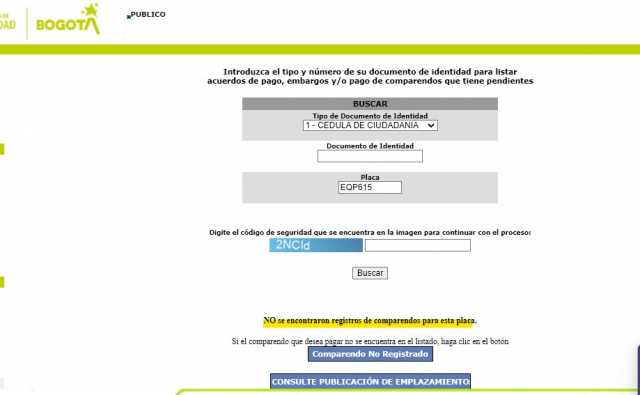 DAD
BOGOTA
PUBLICO
Introduzca el tipo y número de su documento de identidad para listar
acuerdos de pago, embargos y/o pago de comparendos que tiene pendientes
BUSCAR
Tipo de Documento de Identidad
1 - CEDULA DE CIUDADANIA
Documento de Identidad
Placa
EQP615
Digite el código de seguridad que se encuentra en la imagen para continuar con el proceso:
2NCId
Buscar
NO se encontraron registros de comparendos para esta placa.
Si el comparendo que desea pagar no se encuentra en el listado, haga clic en el botón
Comparendo No Registrado
CONSULTE PUBLICACIÓN DE EMPLAZAMIENTO